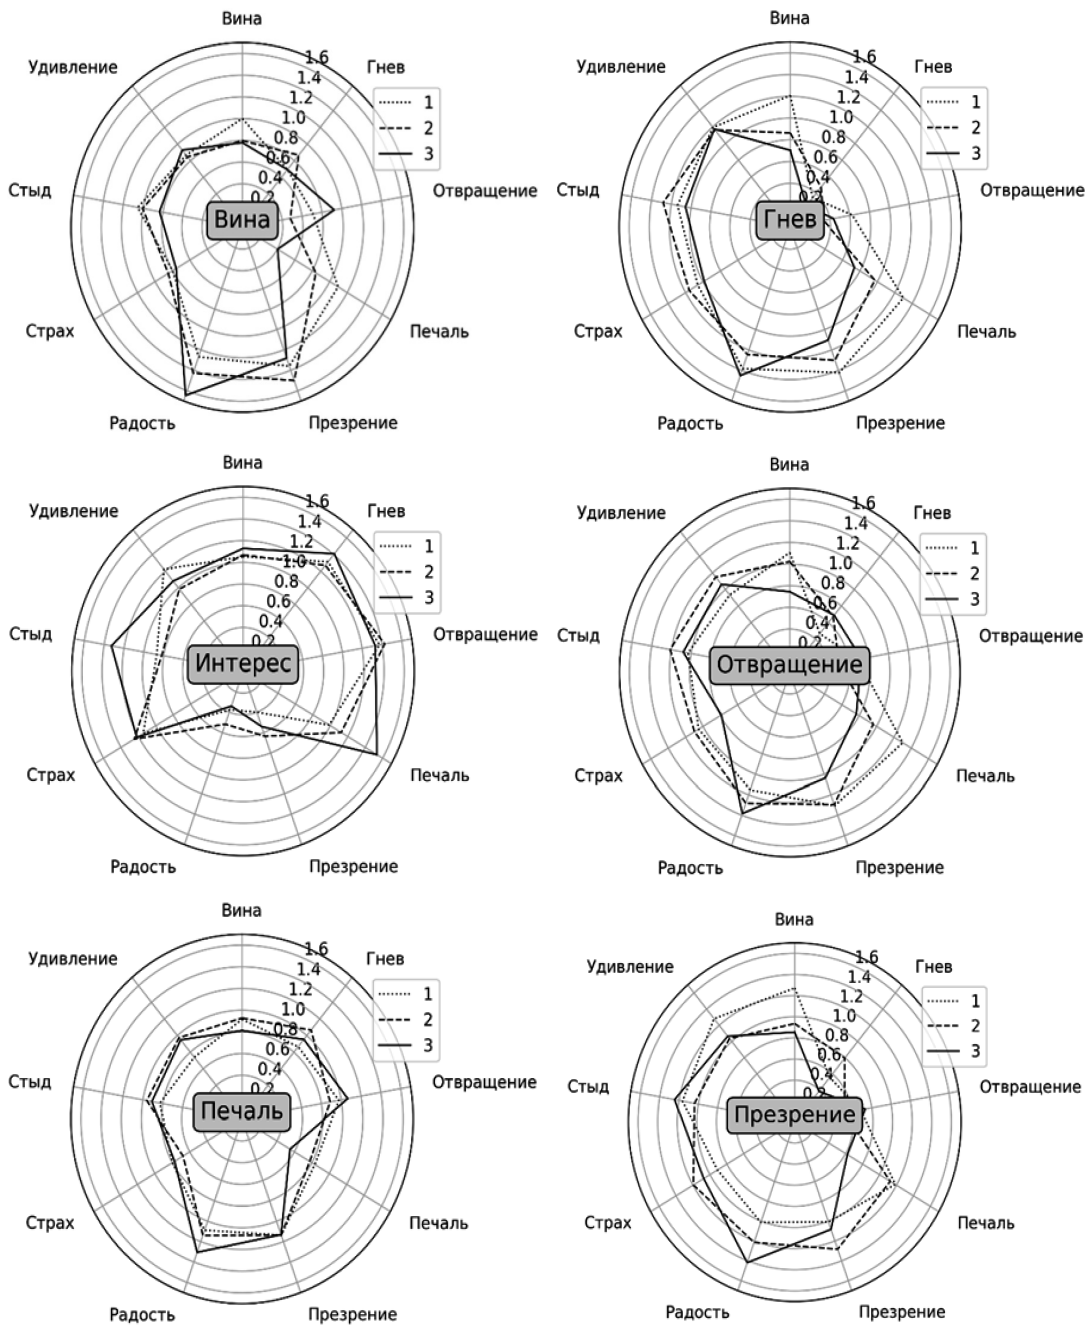 Вина
Удивление
Гнев
Стыд
Отвращение
Страх
Печаль
Радость
Презрение
1.6
1.4
1.2
1.0
0.8
0.6
0.4
0.2
1
2
3
Вина
Вина
Удивление
Гнев
Стыд
Отвращение
Страх
Печаль
Радость
Презрение
1.6
1.4
1.2
1.0
0.8
0.6
0.4
0.2
1
2
3
Гнев
Вина
Удивление
Гнев
Стыд
Отвращение
Страх
Печаль
Радость
Презрение
1.6
1.4
1.2
1.0
0.8
0.6
0.4
0.2
1
2
3
Интерес
Вина
Удивление
Гнев
Стыд
Отвращение
Страх
Печаль
Радость
Презрение
1.6
1.4
1.2
1.0
0.8
0.6
0.4
0.2
1
2
3
Отвращение
Вина
Удивление
Гнев
Стыд
Отвращение
Страх
Печаль
Радость
Презрение
1.6
1.4
1.2
1.0
0.8
0.6
0.4
0.2
1
2
3
Печаль
Вина
Удивление
Гнев
Стыд
Отвращение
Страх
Печаль
Радость
Презрение
1.6
1.4
1.2
1.0
0.8
0.6
0.4
0.2
1
2
3
Презрение